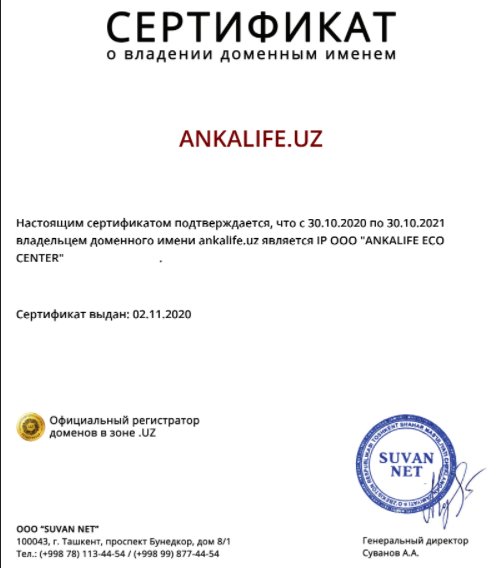 СЕРТИФИКАТ
о владении доменным именем
ANKALIFE.UZ
Настоящим сертификатом подтверждается, что с 30.10.2020 по 30.10.2021
владельцем доменного имени ankalife.uz является IP ООО "ANKALIFE ECO
CENTER" .
Сертификат выдан: 02.11.2020
Официальный регистратор
доменов в зоне .UZ
SUVAN
NET
ООО "SUVAN NET"
100043, г. Ташкент, проспект Бунедкор, дом 8/1
Тел.: (+998 78) 113-44-54 / (+998 99) 877-44-54
Генеральный директор
Суванов А.А.